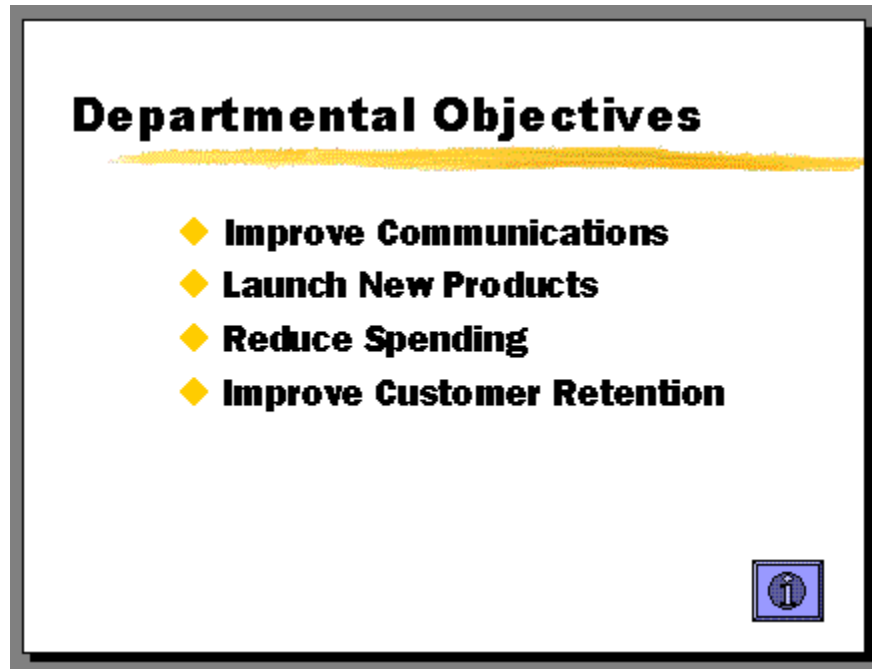 Departmental Objectives
Improve Communications
Launch New Products
Reduce Spending
Improve Customer Retention
i